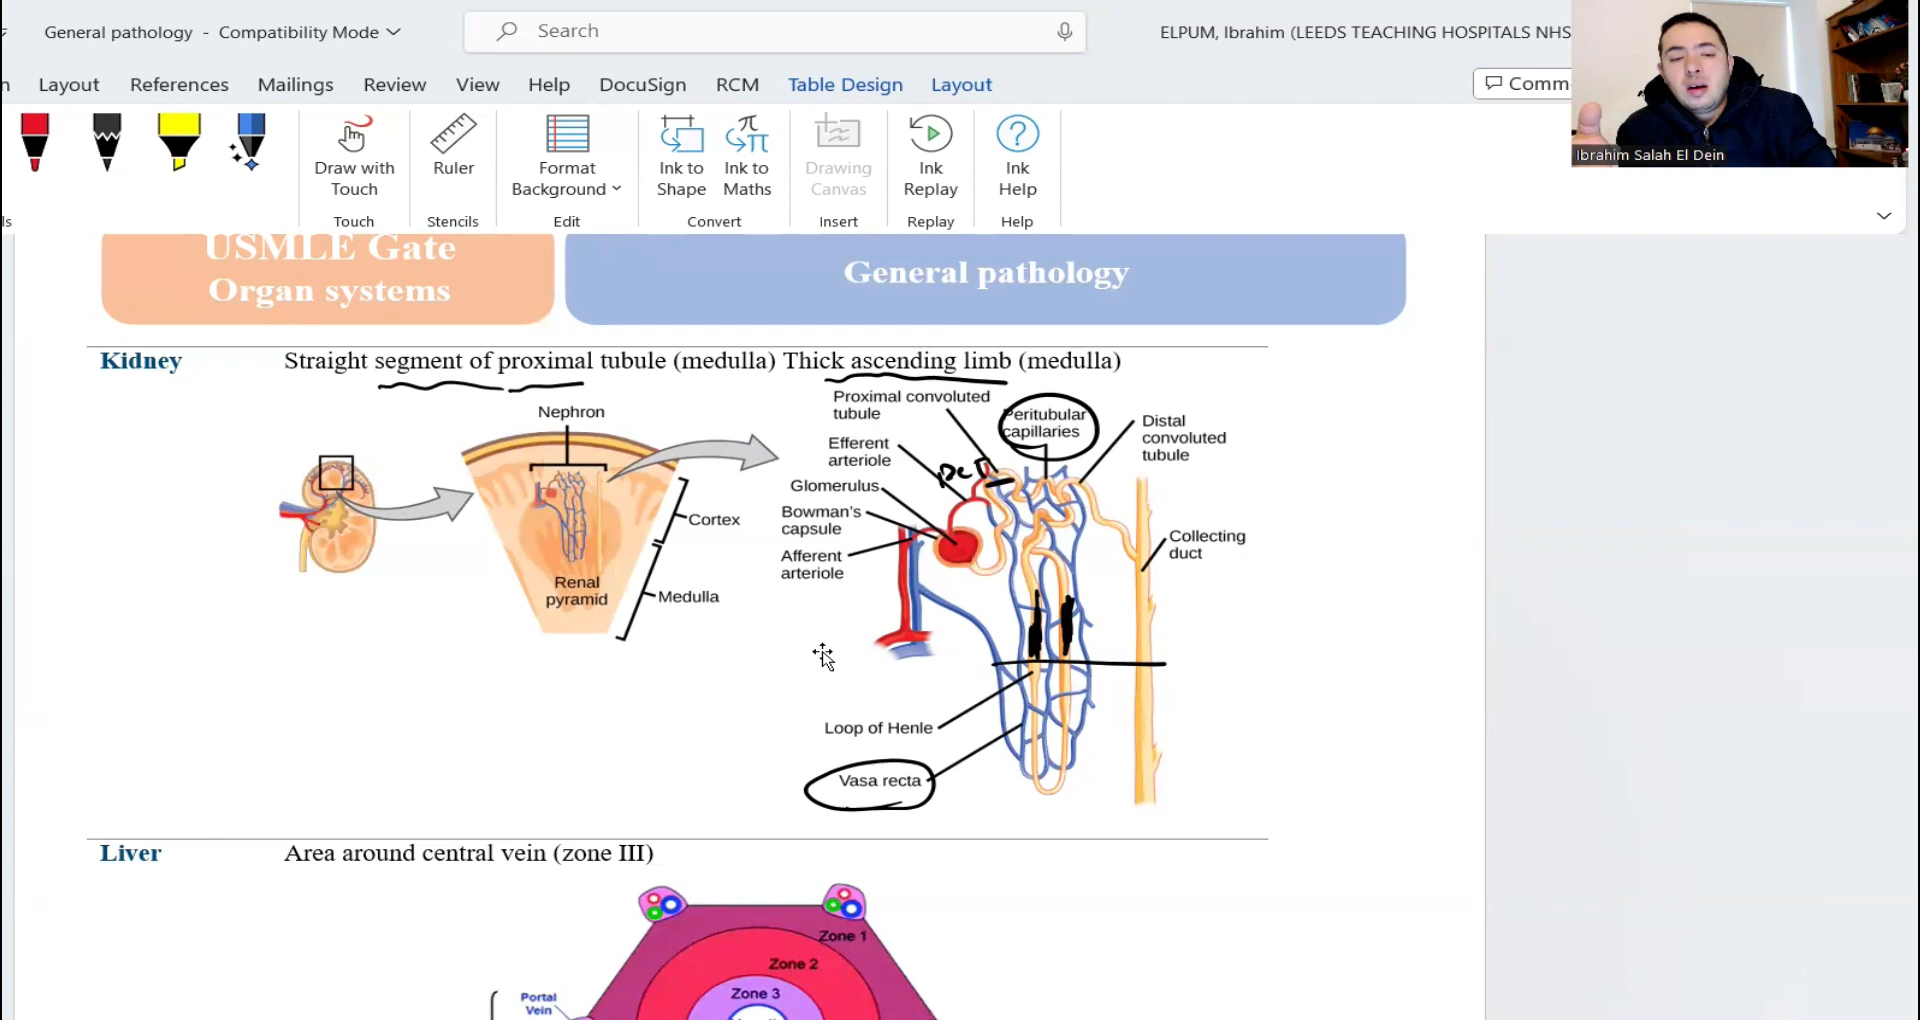 General pathology - Compatibility Mode
Search
ELPUM, Ibrahim (LEEDS TEACHING HOSPITALS NHS
n Layout References Mailings Review View Help DocuSign RCM Table Design Layout
Comm
Draw with Touch
Ruler
Format Background
Ink to Shape
Ink to Maths
Drawing Canvas
Ink Replay
Ink Help
ls
Touch
Stencils
Edit
Convert
Insert
Replay
Help
Ibrahim Salah El Dein
USMLE Gate
Organ systems
General pathology
Kidney
Straight segment of proximal tubule (medulla) Thick ascending limb (medulla)
Nephron
Cortex
Renal
pyramid
Medulla
Proximal convoluted
tubule
Peritubular
capillaries
Distal
convoluted
tubule
Efferent
arteriole
Glomerulus
Bowman's
capsule
Afferent
arteriole
Collecting
duct
Loop of Henle
Vasa recta
Liver
Area around central vein (zone III)
Zone 1
Zone 2
Zone 3
Portal
Vein